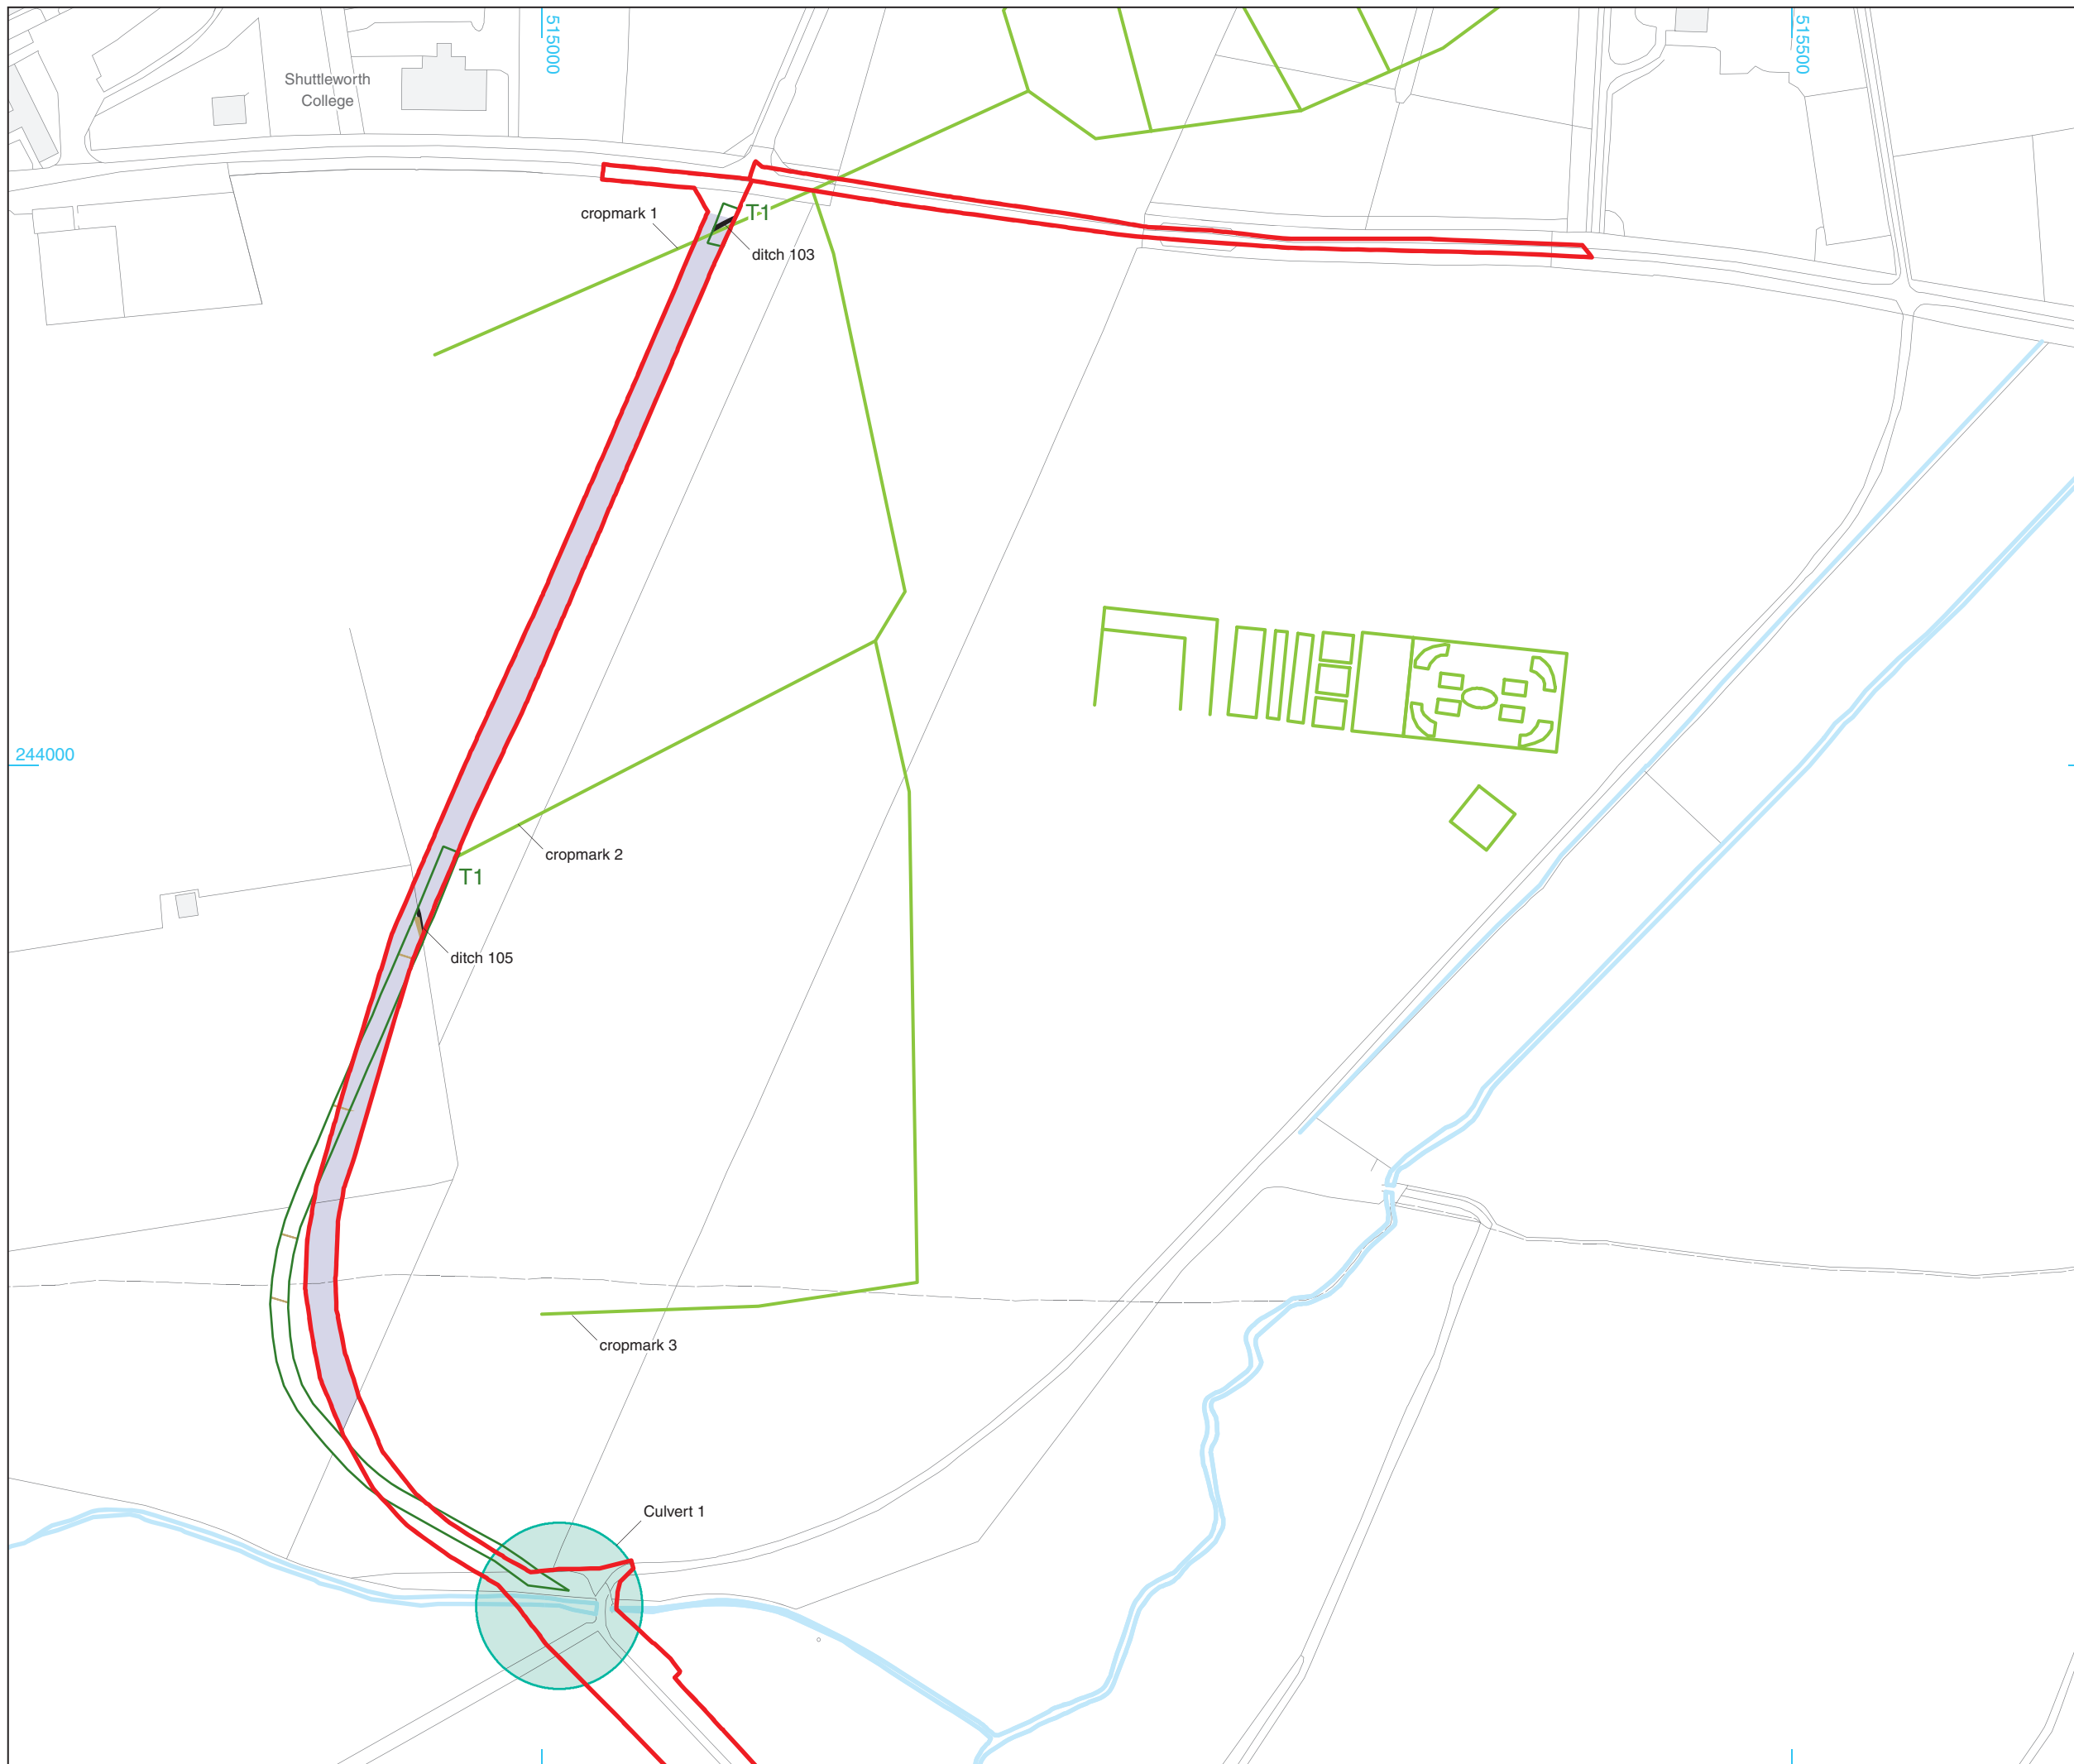 515000
515500
Shuttleworth
College
cropmark 1
T1
ditch 103
244000
cropmark 2
T1
ditch 105
cropmark 3
Culvert 1